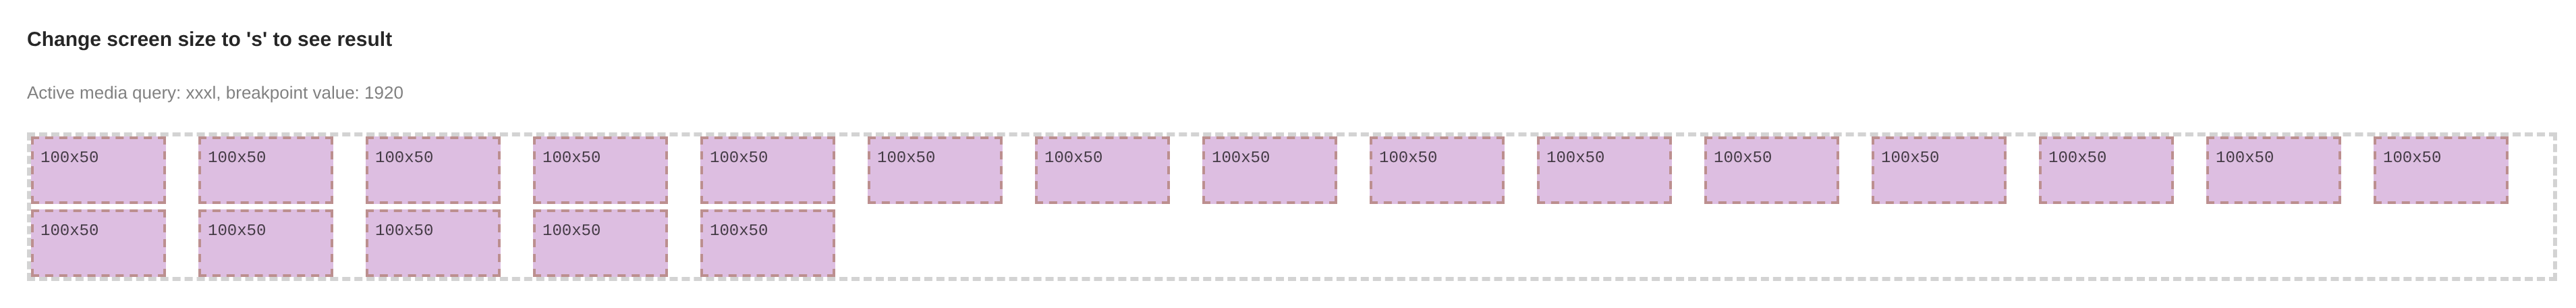 Change screen size to 's' to see result
Active media query: xxxl, breakpoint value: 1920
100x50 100x50 100x50 100x50 100x50 100x50 100x50 100x50 100x50 100x50 100x50 100x50 100x50 100x50 100x50
100x50 100x50 100x50 100x50 100x50